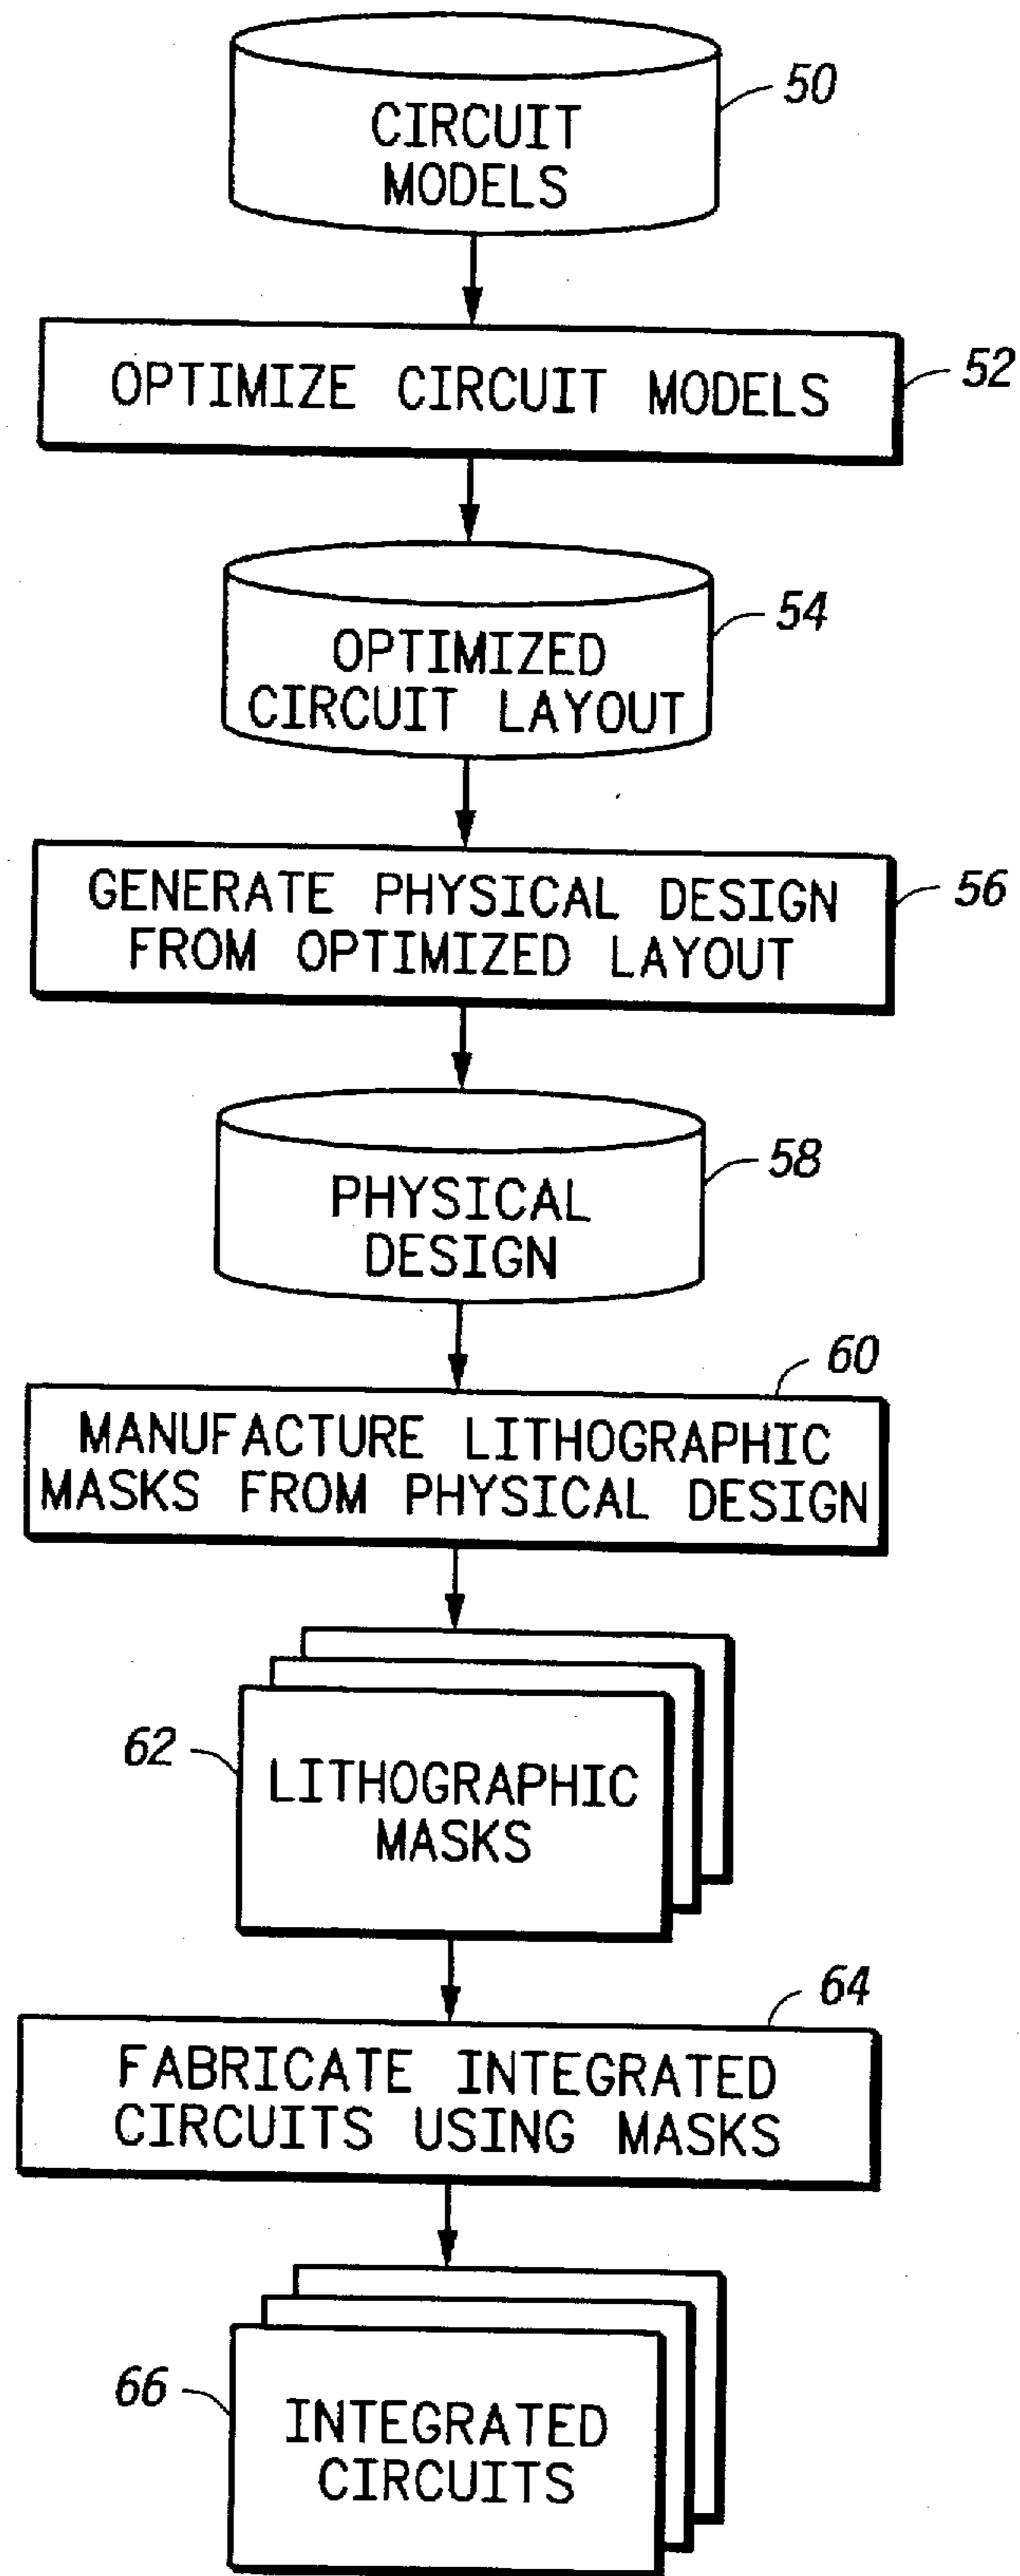 50
CIRCUIT
MODELS
52
OPTIMIZE CIRCUIT MODELS
54
OPTIMIZED
CIRCUIT LAYOUT
56
GENERATE PHYSICAL DESIGN
FROM OPTIMIZED LAYOUT
58
PHYSICAL
DESIGN
60
MANUFACTURE LITHOGRAPHIC
MASKS FROM PHYSICAL DESIGN
62
LITHOGRAPHIC
MASKS
64
FABRICATE INTEGRATED
CIRCUITS USING MASKS
66
INTEGRATED
CIRCUITS